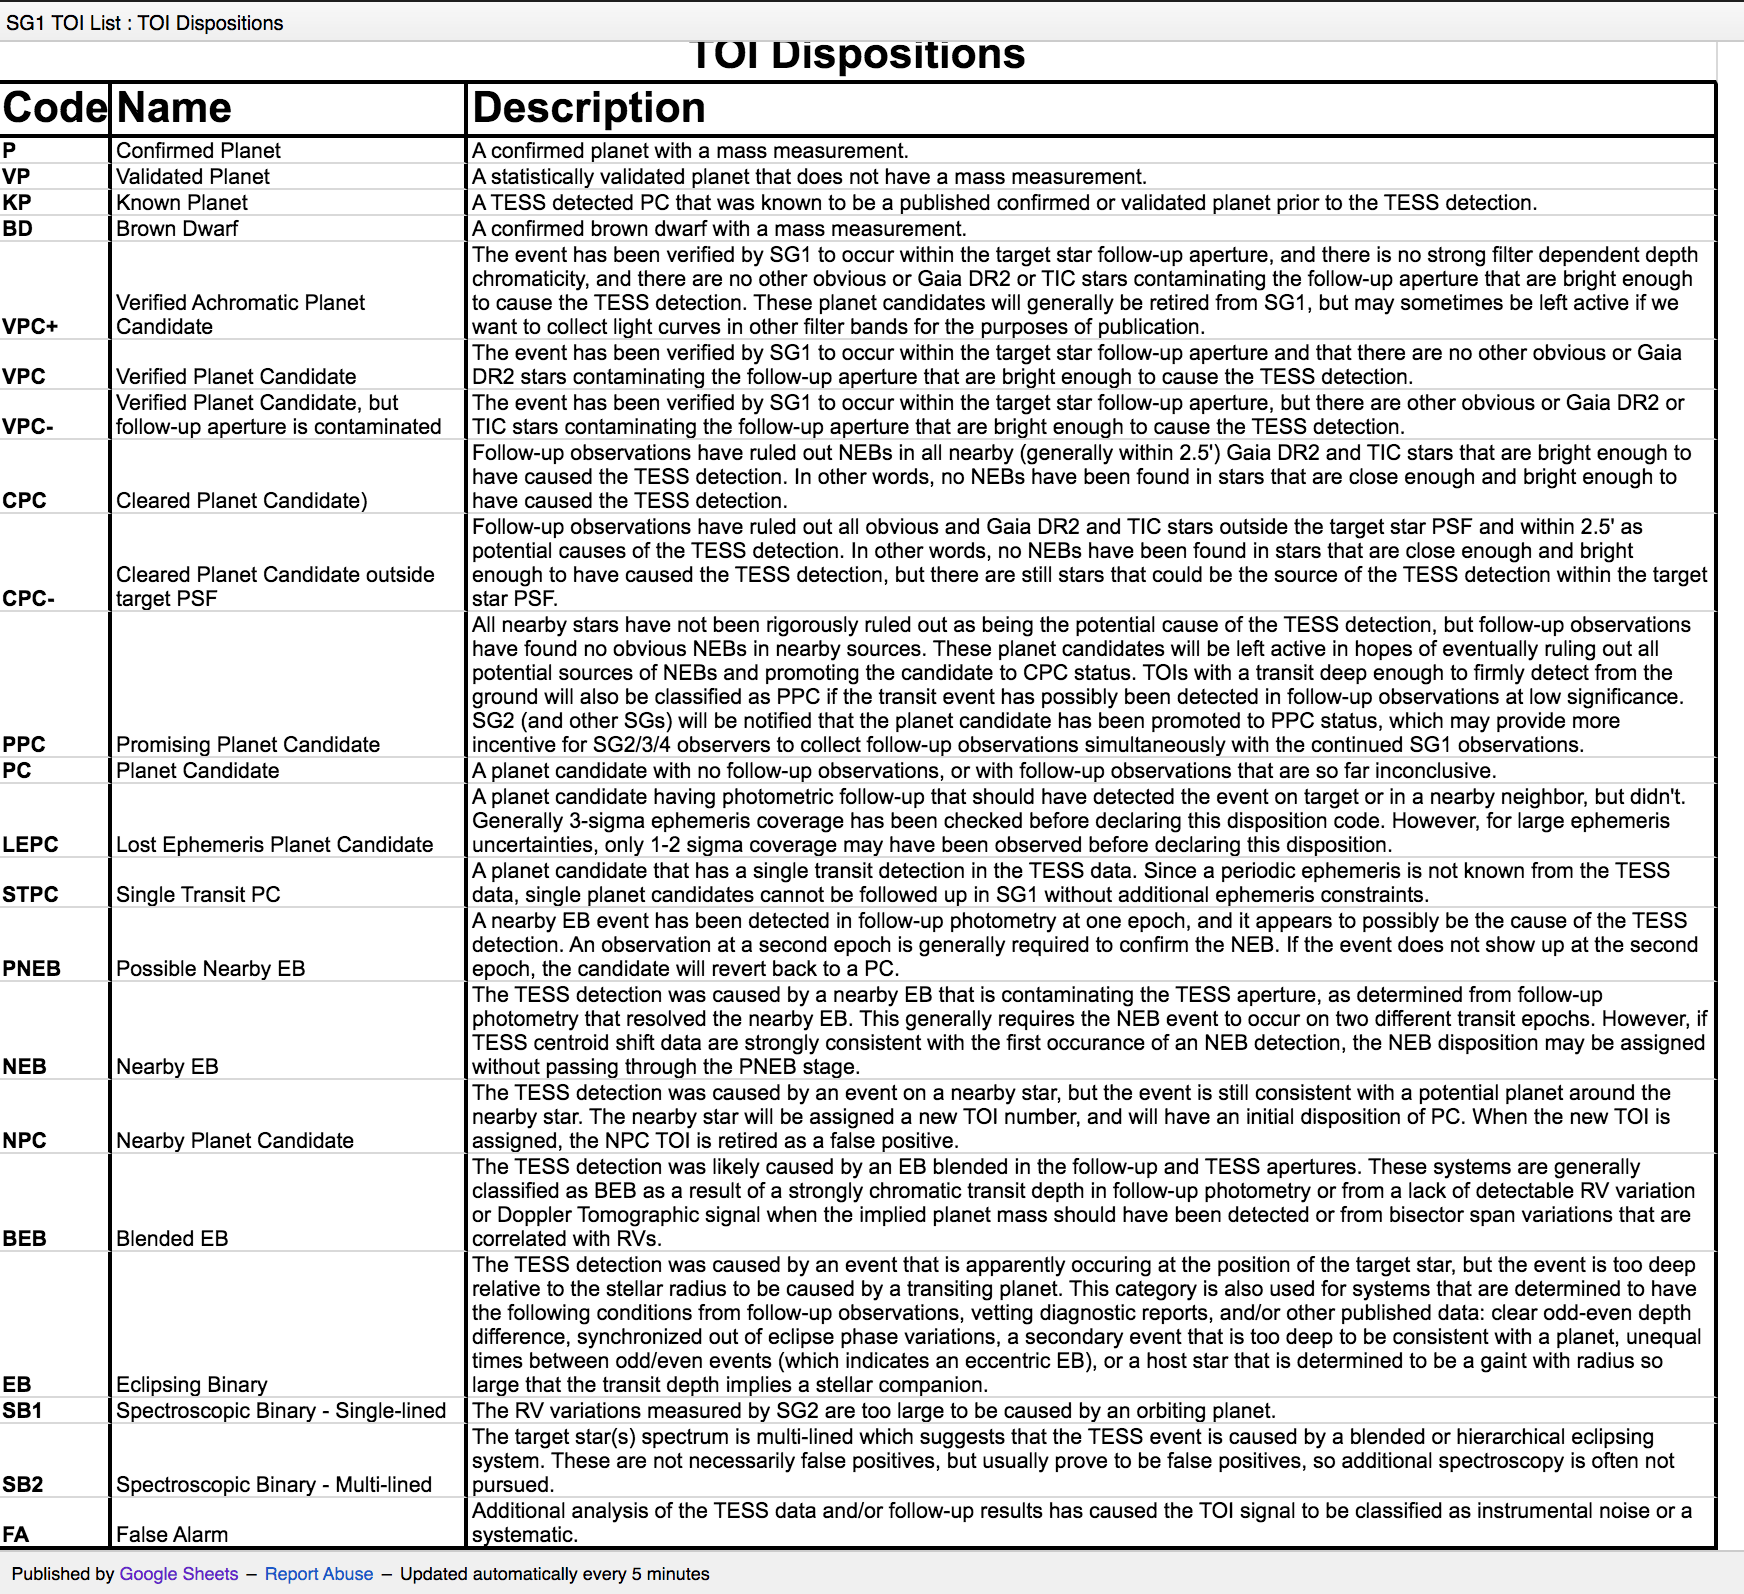 SG1 TOI List : TOI Dispositions
TOI Dispositions
Code Name Description
P Confirmed Planet A confirmed planet with a mass measurement.
VP Validated Planet A statistically validated planet that does not have a mass measurement.
KP Known Planet A TESS detected PC that was known to be a published confirmed or validated planet prior to the TESS detection.
BD Brown Dwarf A confirmed brown dwarf with a mass measurement.
The event has been verified by SG1 to occur within the target star follow-up aperture, and there is no strong filter dependent depth
chromaticity, and there are no other obvious or Gaia DR2 or TIC stars contaminating the follow-up aperture that are bright enough
Verified Achromatic Planet to cause the TESS detection. These planet candidates will generally be retired from SG1, but may sometimes be left active if we
VPC+ Candidate want to collect light curves in other filter bands for the purposes of publication.
The event has been verified by SG1 to occur within the target star follow-up aperture and that there are no other obvious or Gaia
VPC Verified Planet Candidate DR2 stars contaminating the follow-up aperture that are bright enough to cause the TESS detection.
Verified Planet Candidate, but The event has been verified by SG1 to occur within the target star follow-up aperture, but there are other obvious or Gaia DR2 or
VPC- follow-up aperture is contaminated TIC stars contaminating the follow-up aperture that are bright enough to cause the TESS detection.
Follow-up observations have ruled out NEBs in all nearby (generally within 2.5') Gaia DR2 and TIC stars that are bright enough to
have caused the TESS detection. In other words, no NEBs have been found in stars that are close enough and bright enough to
CPC Cleared Planet Candidate) have caused the TESS detection.
Follow-up observations have ruled out all obvious and Gaia DR2 and TIC stars outside the target star PSF and within 2.5' as
potential causes of the TESS detection. In other words, no NEBs have been found in stars that are close enough and bright
Cleared Planet Candidate outside enough to have caused the TESS detection, but there are still stars that could be the source of the TESS detection within the target
CPC- target PSF star PSF.
All nearby stars have not been rigorously ruled out as being the potential cause of the TESS detection, but follow-up observations
have found no obvious NEBs in nearby sources. These planet candidates will be left active in hopes of eventually ruling out all
potential sources of NEBs and promoting the candidate to CPC status. TOIs with a transit deep enough to firmly detect from the
ground will also be classified as PPC if the transit event has possibly been detected in follow-up observations at low significance.
SG2 (and other SGs) will be notified that the planet candidate has been promoted to PPC status, which may provide more
PPC Promising Planet Candidate incentive for SG2/3/4 observers to collect follow-up observations simultaneously with the continued SG1 observations.
PC Planet Candidate A planet candidate with no follow-up observations, or with follow-up observations that are so far inconclusive.
A planet candidate having photometric follow-up that should have detected the event on target or in a nearby neighbor, but didn't.
Generally 3-sigma ephemeris coverage has been checked before declaring this disposition code. However, for large ephemeris
LEPC Lost Ephemeris Planet Candidate uncertainties, only 1-2 sigma coverage may have been observed before declaring this disposition.
A planet candidate that has a single transit detection in the TESS data. Since a periodic ephemeris is not known from the TESS
STPC Single Transit PC data, single planet candidates cannot be followed up in SG1 without additional ephemeris constraints.
A nearby EB event has been detected in follow-up photometry at one epoch, and it appears to possibly be the cause of the TESS
detection. An observation at a second epoch is generally required to confirm the NEB. If the event does not show up at the second
PNEB Possible Nearby EB epoch, the candidate will revert back to a PC.
The TESS detection was caused by a nearby EB that is contaminating the TESS aperture, as determined from follow-up
photometry that resolved the nearby EB. This generally requires the NEB event to occur on two different transit epochs. However, if
TESS centroid shift data are strongly consistent with the first occurance of an NEB detection, the NEB disposition may be assigned
NEB Nearby EB without passing through the PNEB stage.
The TESS detection was caused by an event on a nearby star, but the event is still consistent with a potential planet around the
nearby star. The nearby star will be assigned a new TOI number, and will have an initial disposition of PC. When the new TOI is
NPC Nearby Planet Candidate assigned, the NPC TOI is retired as a false positive.
The TESS detection was likely caused by an EB blended in the follow-up and TESS apertures. These systems are generally
classified as BEB as a result of a strongly chromatic transit depth in follow-up photometry or from a lack of detectable RV variation
or Doppler Tomographic signal when the implied planet mass should have been detected or from bisector span variations that are
BEB Blended EB correlated with RVs.
The TESS detection was caused by an event that is apparently occuring at the position of the target star, but the event is too deep
relative to the stellar radius to be caused by a transiting planet. This category is also used for systems that are determined to have
the following conditions from follow-up observations, vetting diagnostic reports, and/or other published data: clear odd-even depth
difference, synchronized out of eclipse phase variations, a secondary event that is too deep to be consistent with a planet, unequal
times between odd/even events (which indicates an eccentric EB), or a host star that is determined to be a gaint with radius so
EB Eclipsing Binary large that the transit depth implies a stellar companion.
SB1 Spectroscopic Binary - Single-lined The RV variations measured by SG2 are too large to be caused by an orbiting planet.
The target star(s) spectrum is multi-lined which suggests that the TESS event is caused by a blended or hierarchical eclipsing
system. These are not necessarily false positives, but usually prove to be false positives, so additional spectroscopy is often not
SB2 Spectroscopic Binary - Multi-lined pursued.
Additional analysis of the TESS data and/or follow-up results has caused the TOI signal to be classified as instrumental noise or a
FA False Alarm systematic.
Published by Google Sheets – Report Abuse – Updated automatically every 5 minutes